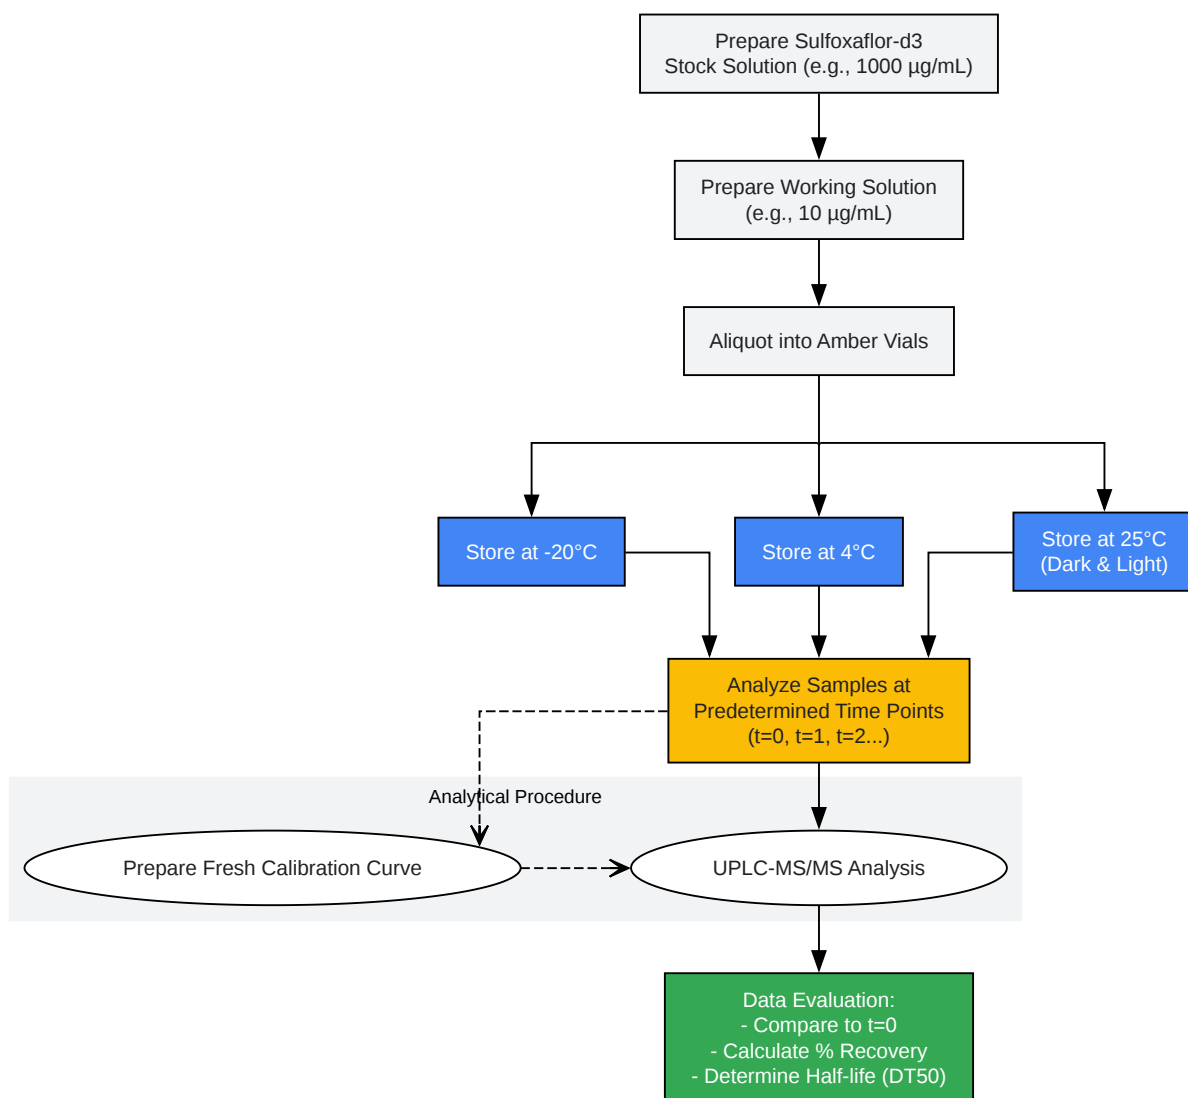 Prepare Sulfoxaflor-d3
Stock Solution (e.g., 1000 µg/mL)
Prepare Working Solution
(e.g., 10 µg/mL)
Aliquot into Amber Vials
Store at -20°C
Store at 4°C
Store at 25°C
(Dark & Light)
Analyze Samples at
Predetermined Time Points
(t=0, t=1, t=2...)
Analytical Procedure
Prepare Fresh Calibration Curve
UPLC-MS/MS Analysis
Data Evaluation:
- Compare to t=0
- Calculate % Recovery
- Determine Half-life (DT50)